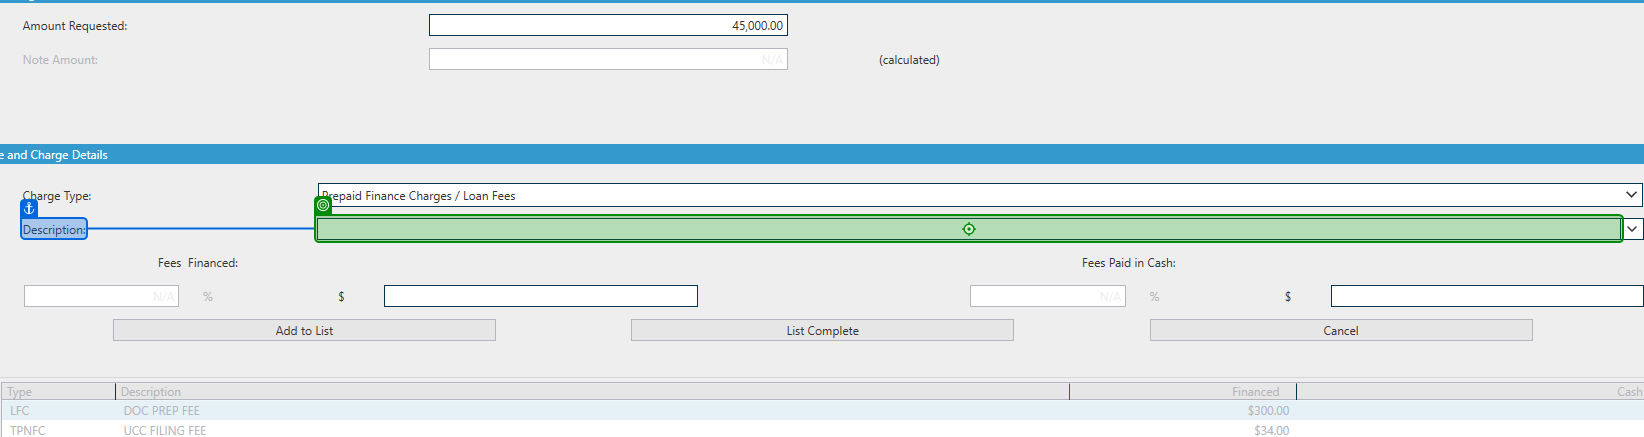 Amount Requested: 45,000.00
Note Amount: N/A (calculated)
e and Charge Details
Charge Type: Prepaid Finance Charges / Loan Fees
Description:
Fees Financed: Fees Paid in Cash:
N/A % $ N/A % $
Add to List List Complete Cancel
Type Description Financed Cash
LFC DOC PREP FEE $300.00
TPNFC UCC FILING FEE $34.00